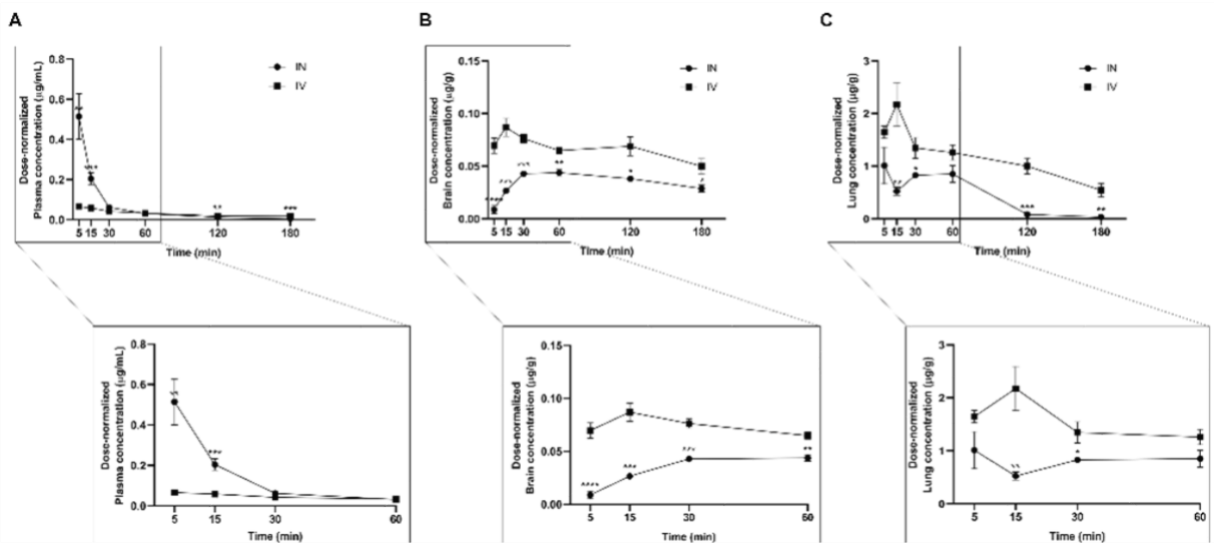 A
B
C
Dose-normalized
Plasma concentration (µg/mL)
0.8
0.6
0.4
0.2
0.0
5 15 30 60 120 180
Time (min)
IN
IV
Dose-normalized
Brain concentration (µg/g)
0.15
0.10
0.05
0.00
5 15 30 60 120 180
Time (min)
IN
IV
**
*
Dose-normalized
Lung concentration (µg/g)
3
2
1
0
5 15 30 60 120 180
Time (min)
IN
IV
*
Dose-normalized
Plasma concentration (µg/mL)
0.8
0.6
0.4
0.2
0.0
5 15 30 60
Time (min)
Dose-normalized
Brain concentration (µg/g)
0.15
0.10
0.05
0.00
5 15 30 60
Time (min)
**
Dose-normalized
Lung concentration (µg/g)
3
2
1
0
5 15 30 60
Time (min)
*